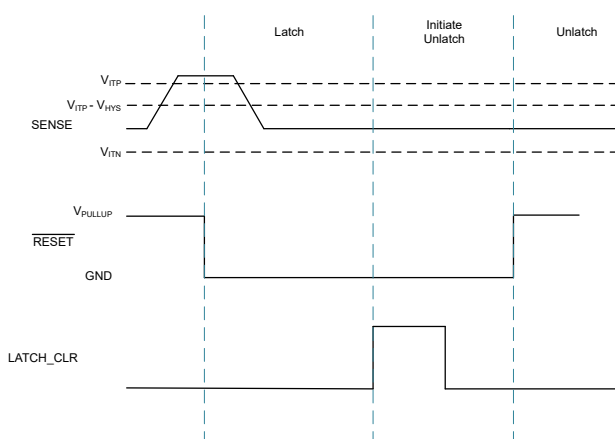 Latch
Initiate
Unlatch
Unlatch
VITP
VITP - VHYS
SENSE
VITN
VPULLUP
RESET
GND
LATCH_CLR